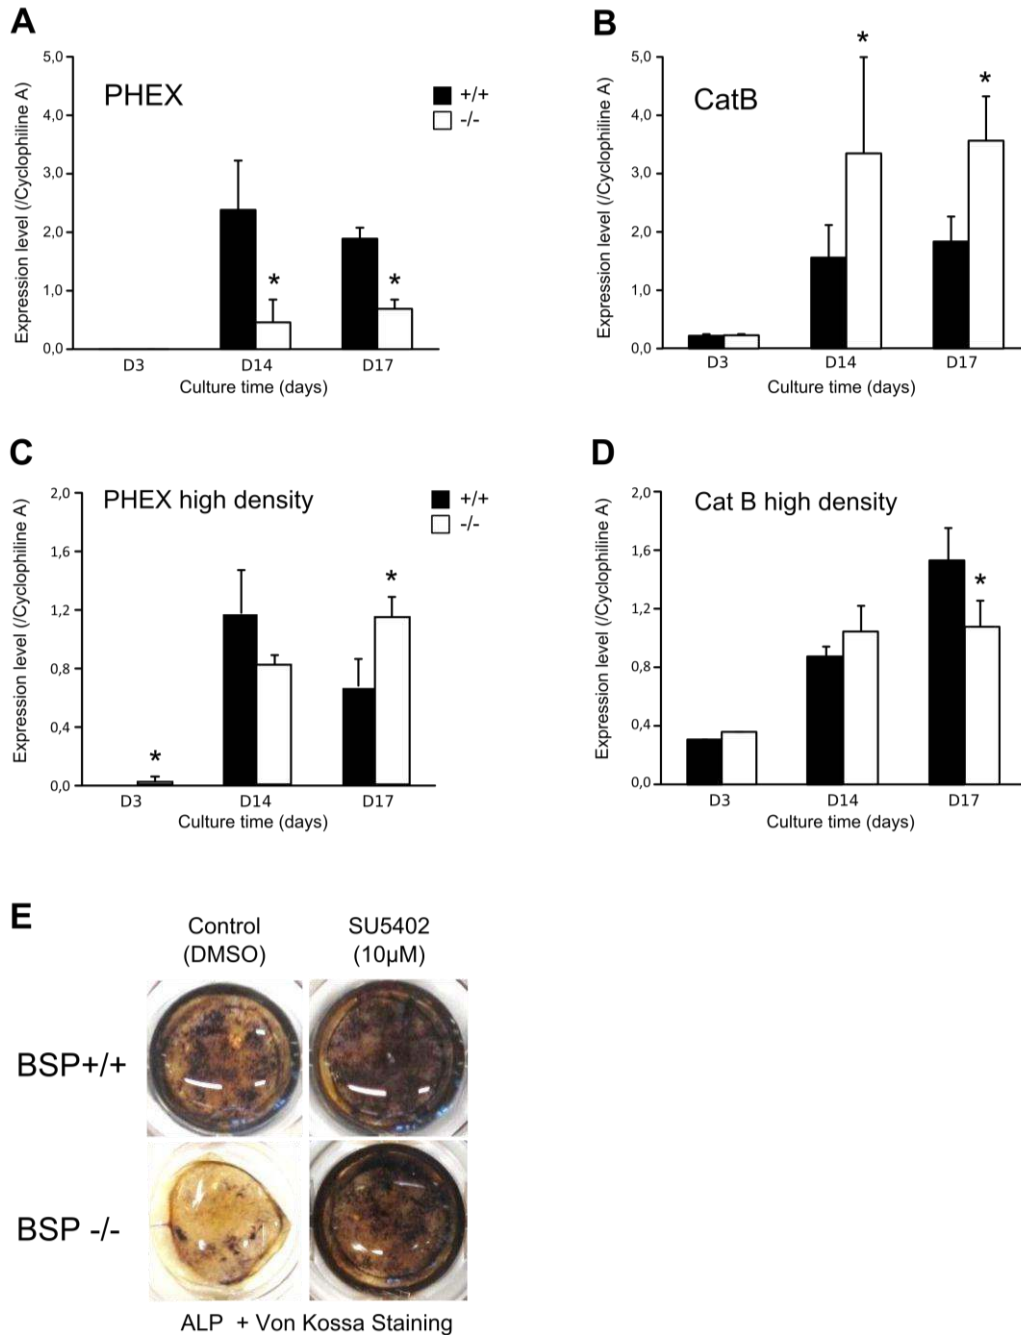 A
5,0
4,0
3,0
2,0
1,0
0,0
Expression level (/Cyclophiline A)
PHEX
+/+
-/-
*
*
D3
D14
D17
Culture time (days)
B
5,0
4,0
3,0
2,0
1,0
0,0
Expression level (/Cyclophiline A)
CatB
*
*
D3
D14
D17
Culture time (days)
C
2,0
1,6
1,2
0,8
0,4
0,0
Expression level (/Cyclophiline A)
PHEX high density
+/+
-/-
*
*
D3
D14
D17
Culture time (days)
D
2,0
1,6
1,2
0,8
0,4
0,0
Expression level (/Cyclophiline A)
Cat B high density
*
D3
D14
D17
Culture time (days)
E
Control
(DMSO)
SU5402
(10µM)
BSP+/+
BSP -/-
ALP + Von Kossa Staining